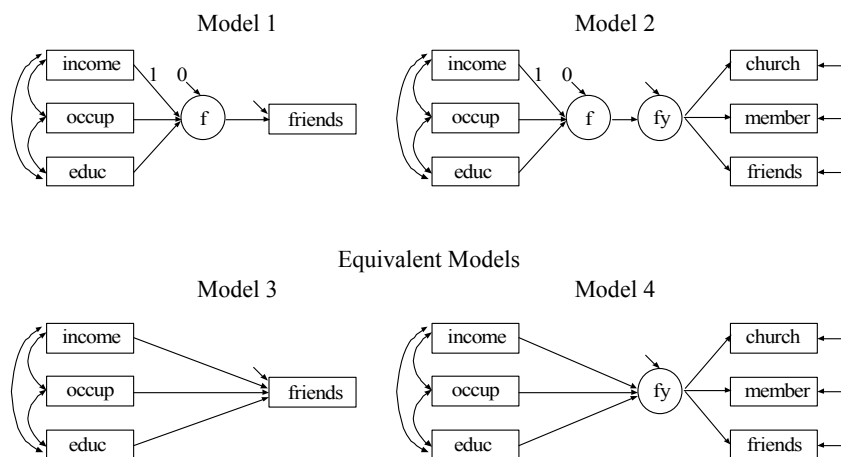 Model 1
income
1 0
occup
f
friends
educ
Model 2
income
1 0
occup
f
fy
educ
church
member
friends
Equivalent Models
Model 3
income
occup
friends
educ
Model 4
income
occup
fy
educ
church
member
friends